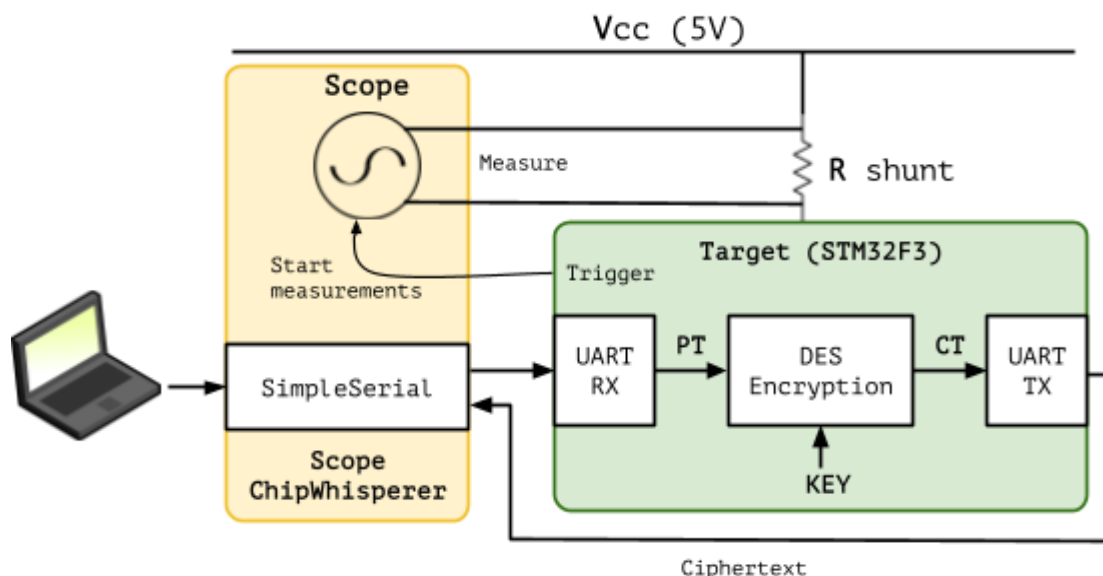 Vcc (5V)
Scope
Measure
R shunt
Start
measurements
Trigger
Target (STM32F3)
SimpleSerial
UART
RX
PT
DES
Encryption
CT
UART
TX
KEY
Scope
ChipWhisperer
Ciphertext